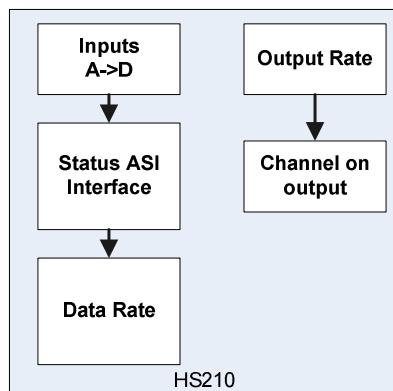 Inputs
A->D
Output Rate
Status ASI
Interface
Channel on
output
Data Rate
HS210